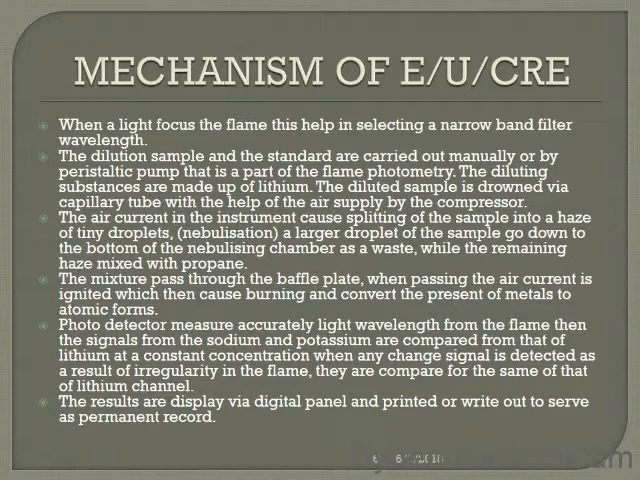 MECHANISM OF E/U/CRE
When a light focus the flame this help in selecting a narrow band filter
wavelength.
The dilution sample and the standard are carried out manually or by
peristaltic pump that is a part of the flame photometry. The diluting
substances are made up of lithium. The diluted sample is drowned via
capillary tube with the help of the air supply by the compressor.
The air current in the instrument cause splitting of the sample into a haze
of tiny droplets, (nebulisation) a larger droplet of the sample go down to
the bottom of the nebulising chamber as a waste, while the remaining
haze mixed with propane.
The mixture pass through the baffle plate, when passing the air current is
ignited which then cause burning and convert the present of metals to
atomic forms.
Photo detector measure accurately light wavelength from the flame then
the signals from the sodium and potassium are compared from that of
lithium at a constant concentration when any change signal is detected as
a result of irregularity in the flame, they are compare for the same of that
of lithium channel.
The results are display via digital panel and printed or write out to serve
as permanent record.